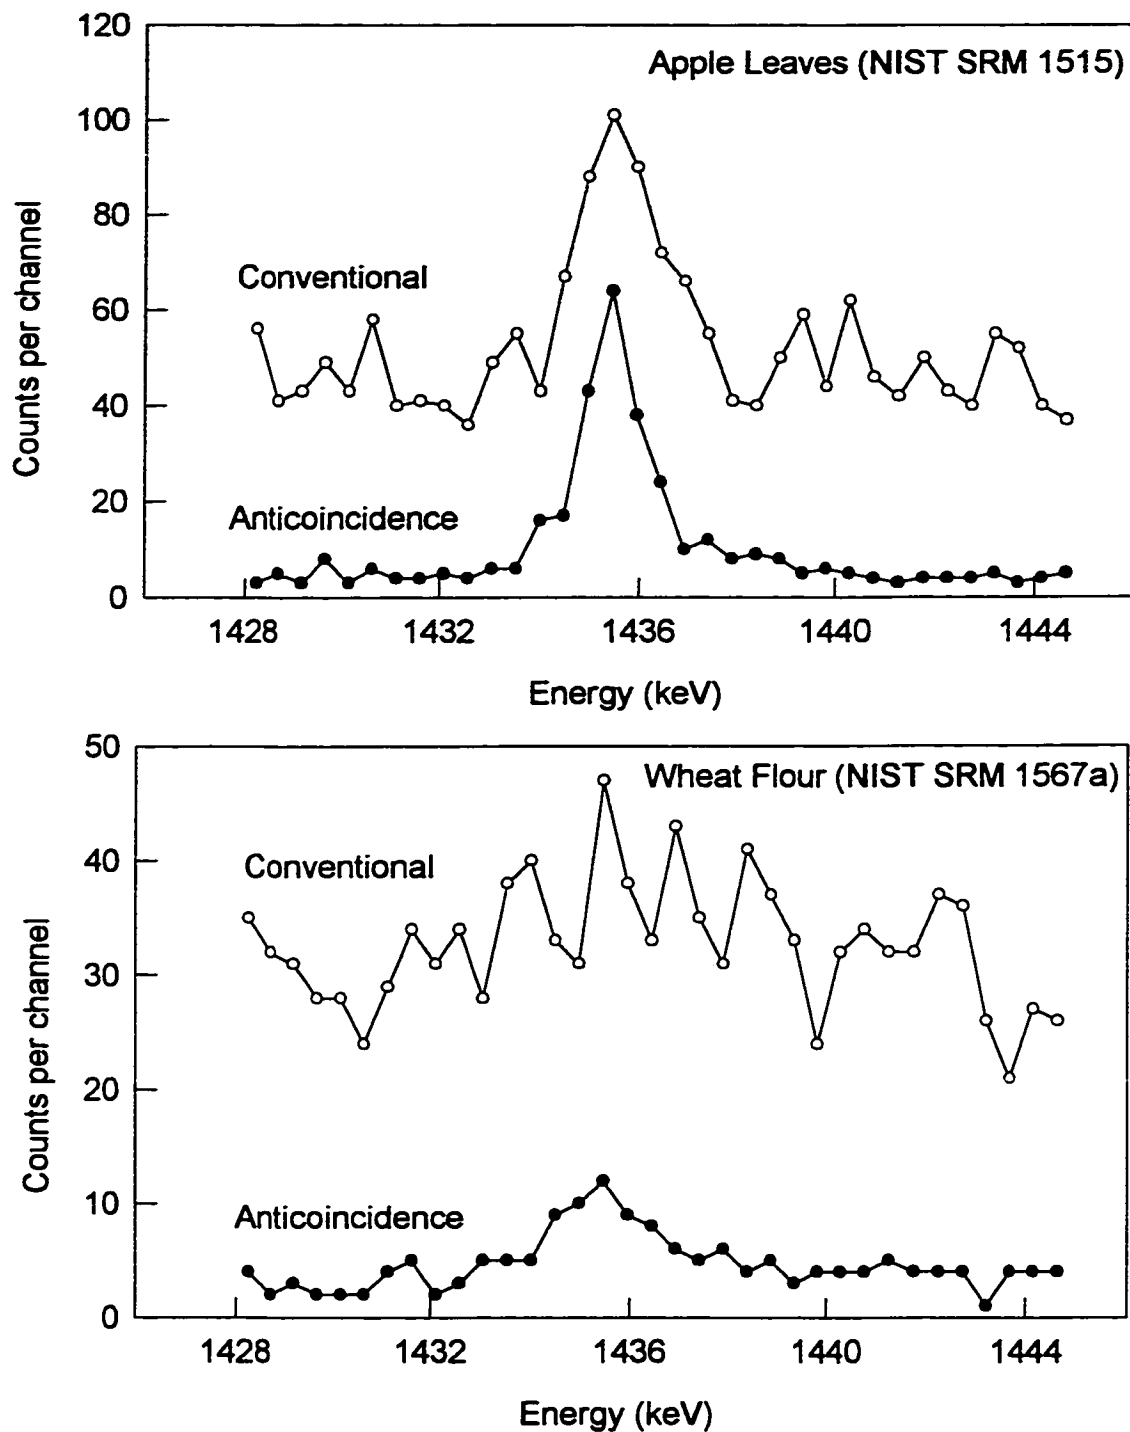 120
Apple Leaves (NIST SRM 1515)
100
80
Conventional
60
40
20
Anticoincidence
0
1428 1432 1436 1440 1444
Counts per channel
Energy (keV)
50
Wheat Flour (NIST SRM 1567a)
40
Conventional
30
20
10
Anticoincidence
0
1428 1432 1436 1440 1444
Counts per channel
Energy (keV)